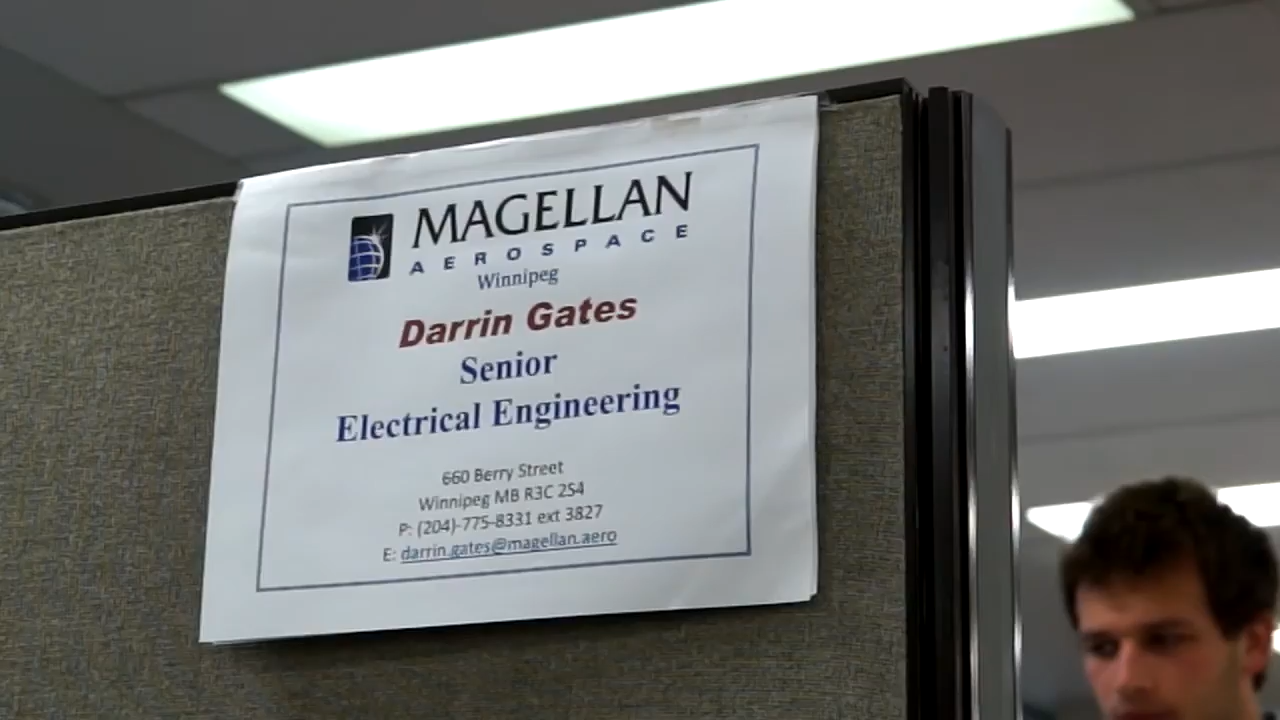 MAGELLAN
AEROSPACE
Winnipeg
Darrin Gates
Senior
Electrical Engineering
660 Berry Street
Winnipeg MB R3C 2S4
P: (204)-775-8331 ext 3827
E: darrin.gates@magellan.aero